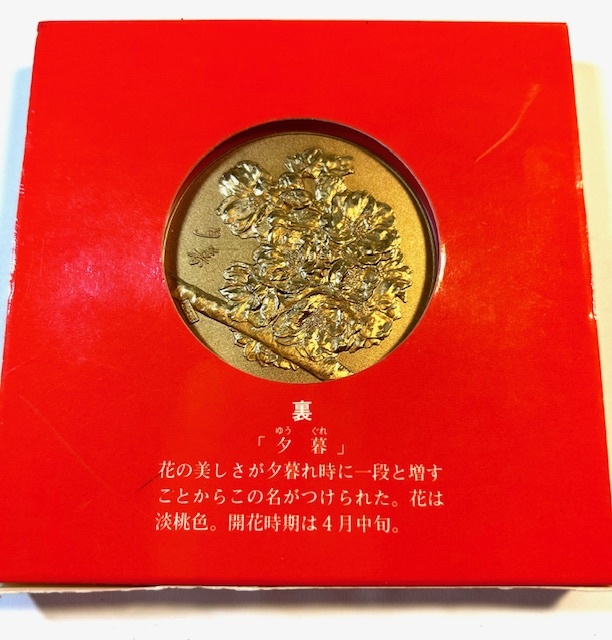 裏
「夕暮」
ゆう ぐれ
花の美しさが夕暮れ時に一段と増す
ことからこの名がつけられた。花は
淡桃色。開花時期は4月中旬。